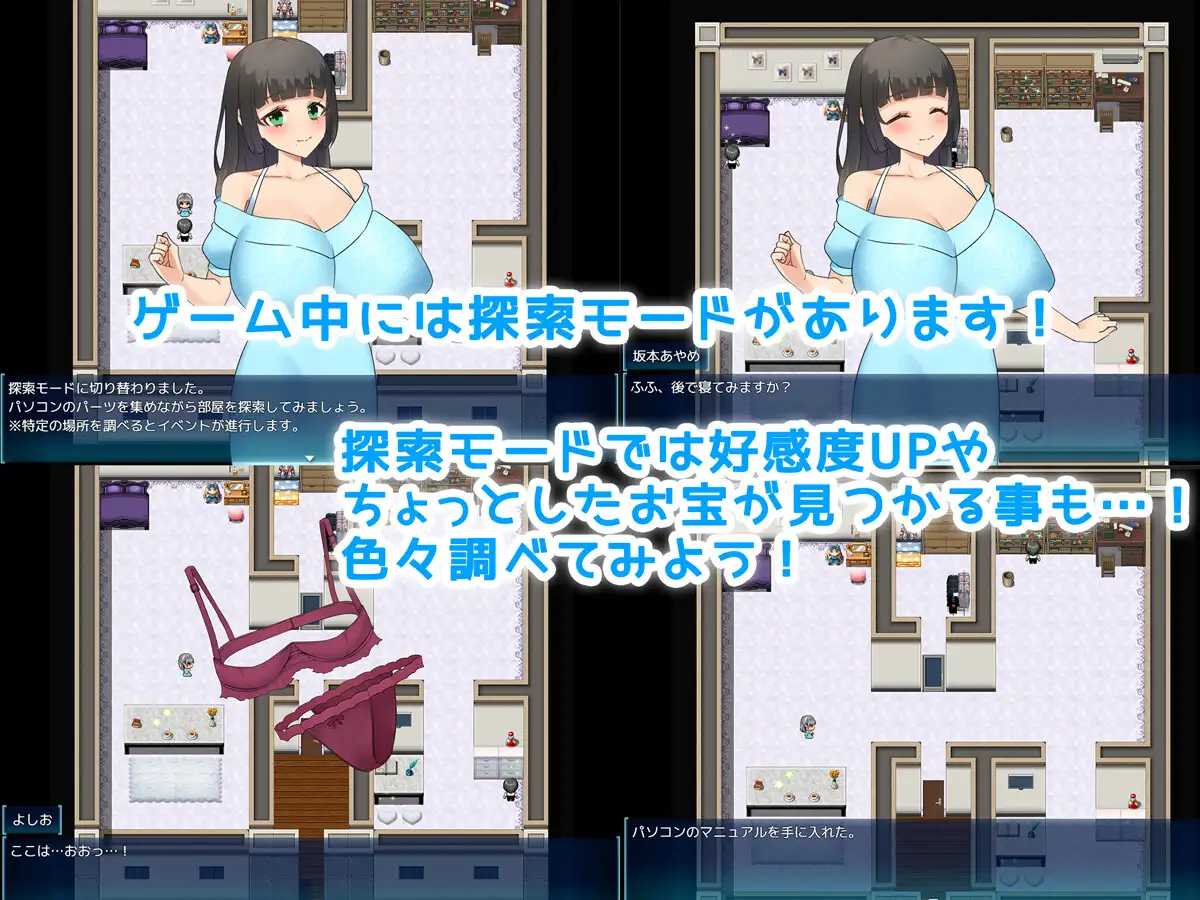 ゲーム中には探索モードがあります！
坂本あやめ
探索モードに切り替わりました。
パソコンのパーツを集めながら部屋を探索してみましょう。
※特定の場所を調べるとイベントが進行します。
ふふ、後で寝てみますか？
探索モードでは好感度UPや
ちょっとしたお宝が見つかる事も…！
色々調べてみよう！
よしお
ここは…おおっ…！
パソコンのマニュアルを手に入れた。